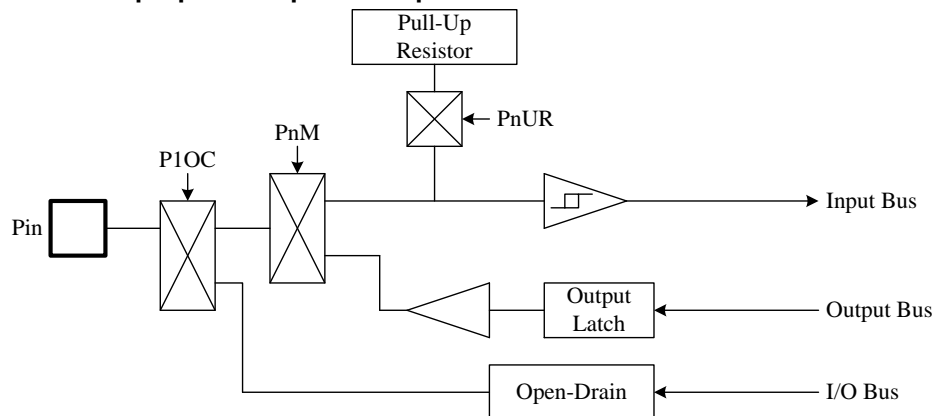 Pull-Up
Resistor
PnUR
PnM
P1OC
Pin
Input Bus
Output
Latch
Output Bus
Open-Drain
I/O Bus